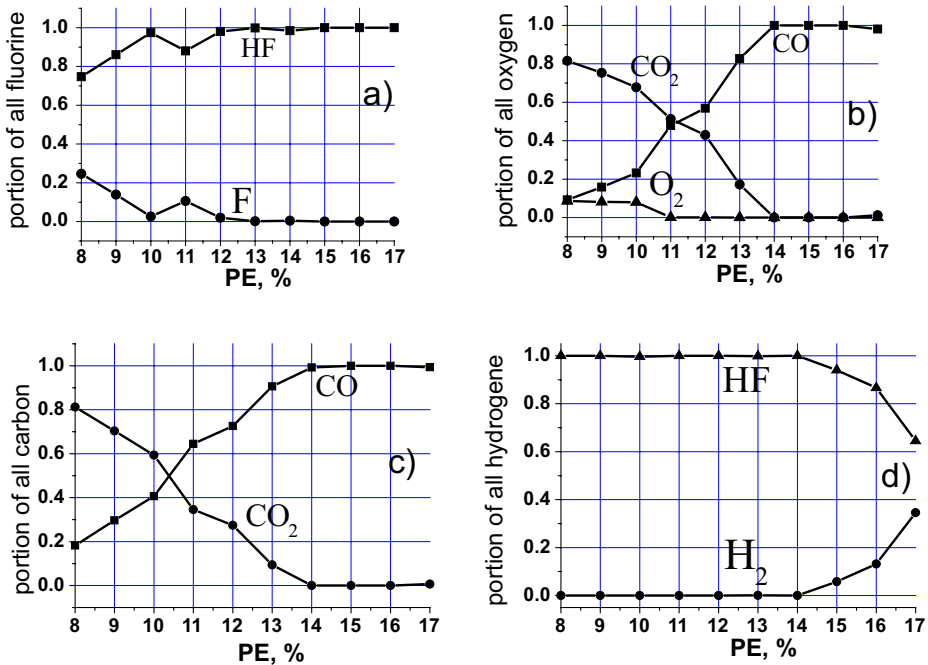 portion of all fluorine
1.0
0.8
0.6
0.4
0.2
0.0
HF
a)
F
8 9 10 11 12 13 14 15 16 17
PE, %
portion of all oxygen
1.0
0.8
0.6
0.4
0.2
0.0
CO₂
CO
b)
O₂
8 9 10 11 12 13 14 15 16 17
PE, %
portion of all carbon
1.0
0.8
0.6
0.4
0.2
0.0
CO
c)
CO₂
8 9 10 11 12 13 14 15 16 17
PE, %
portion of all hydrogene
1.0
0.8
0.6
0.4
0.2
0.0
HF
d)
H₂
8 9 10 11 12 13 14 15 16 17
PE, %